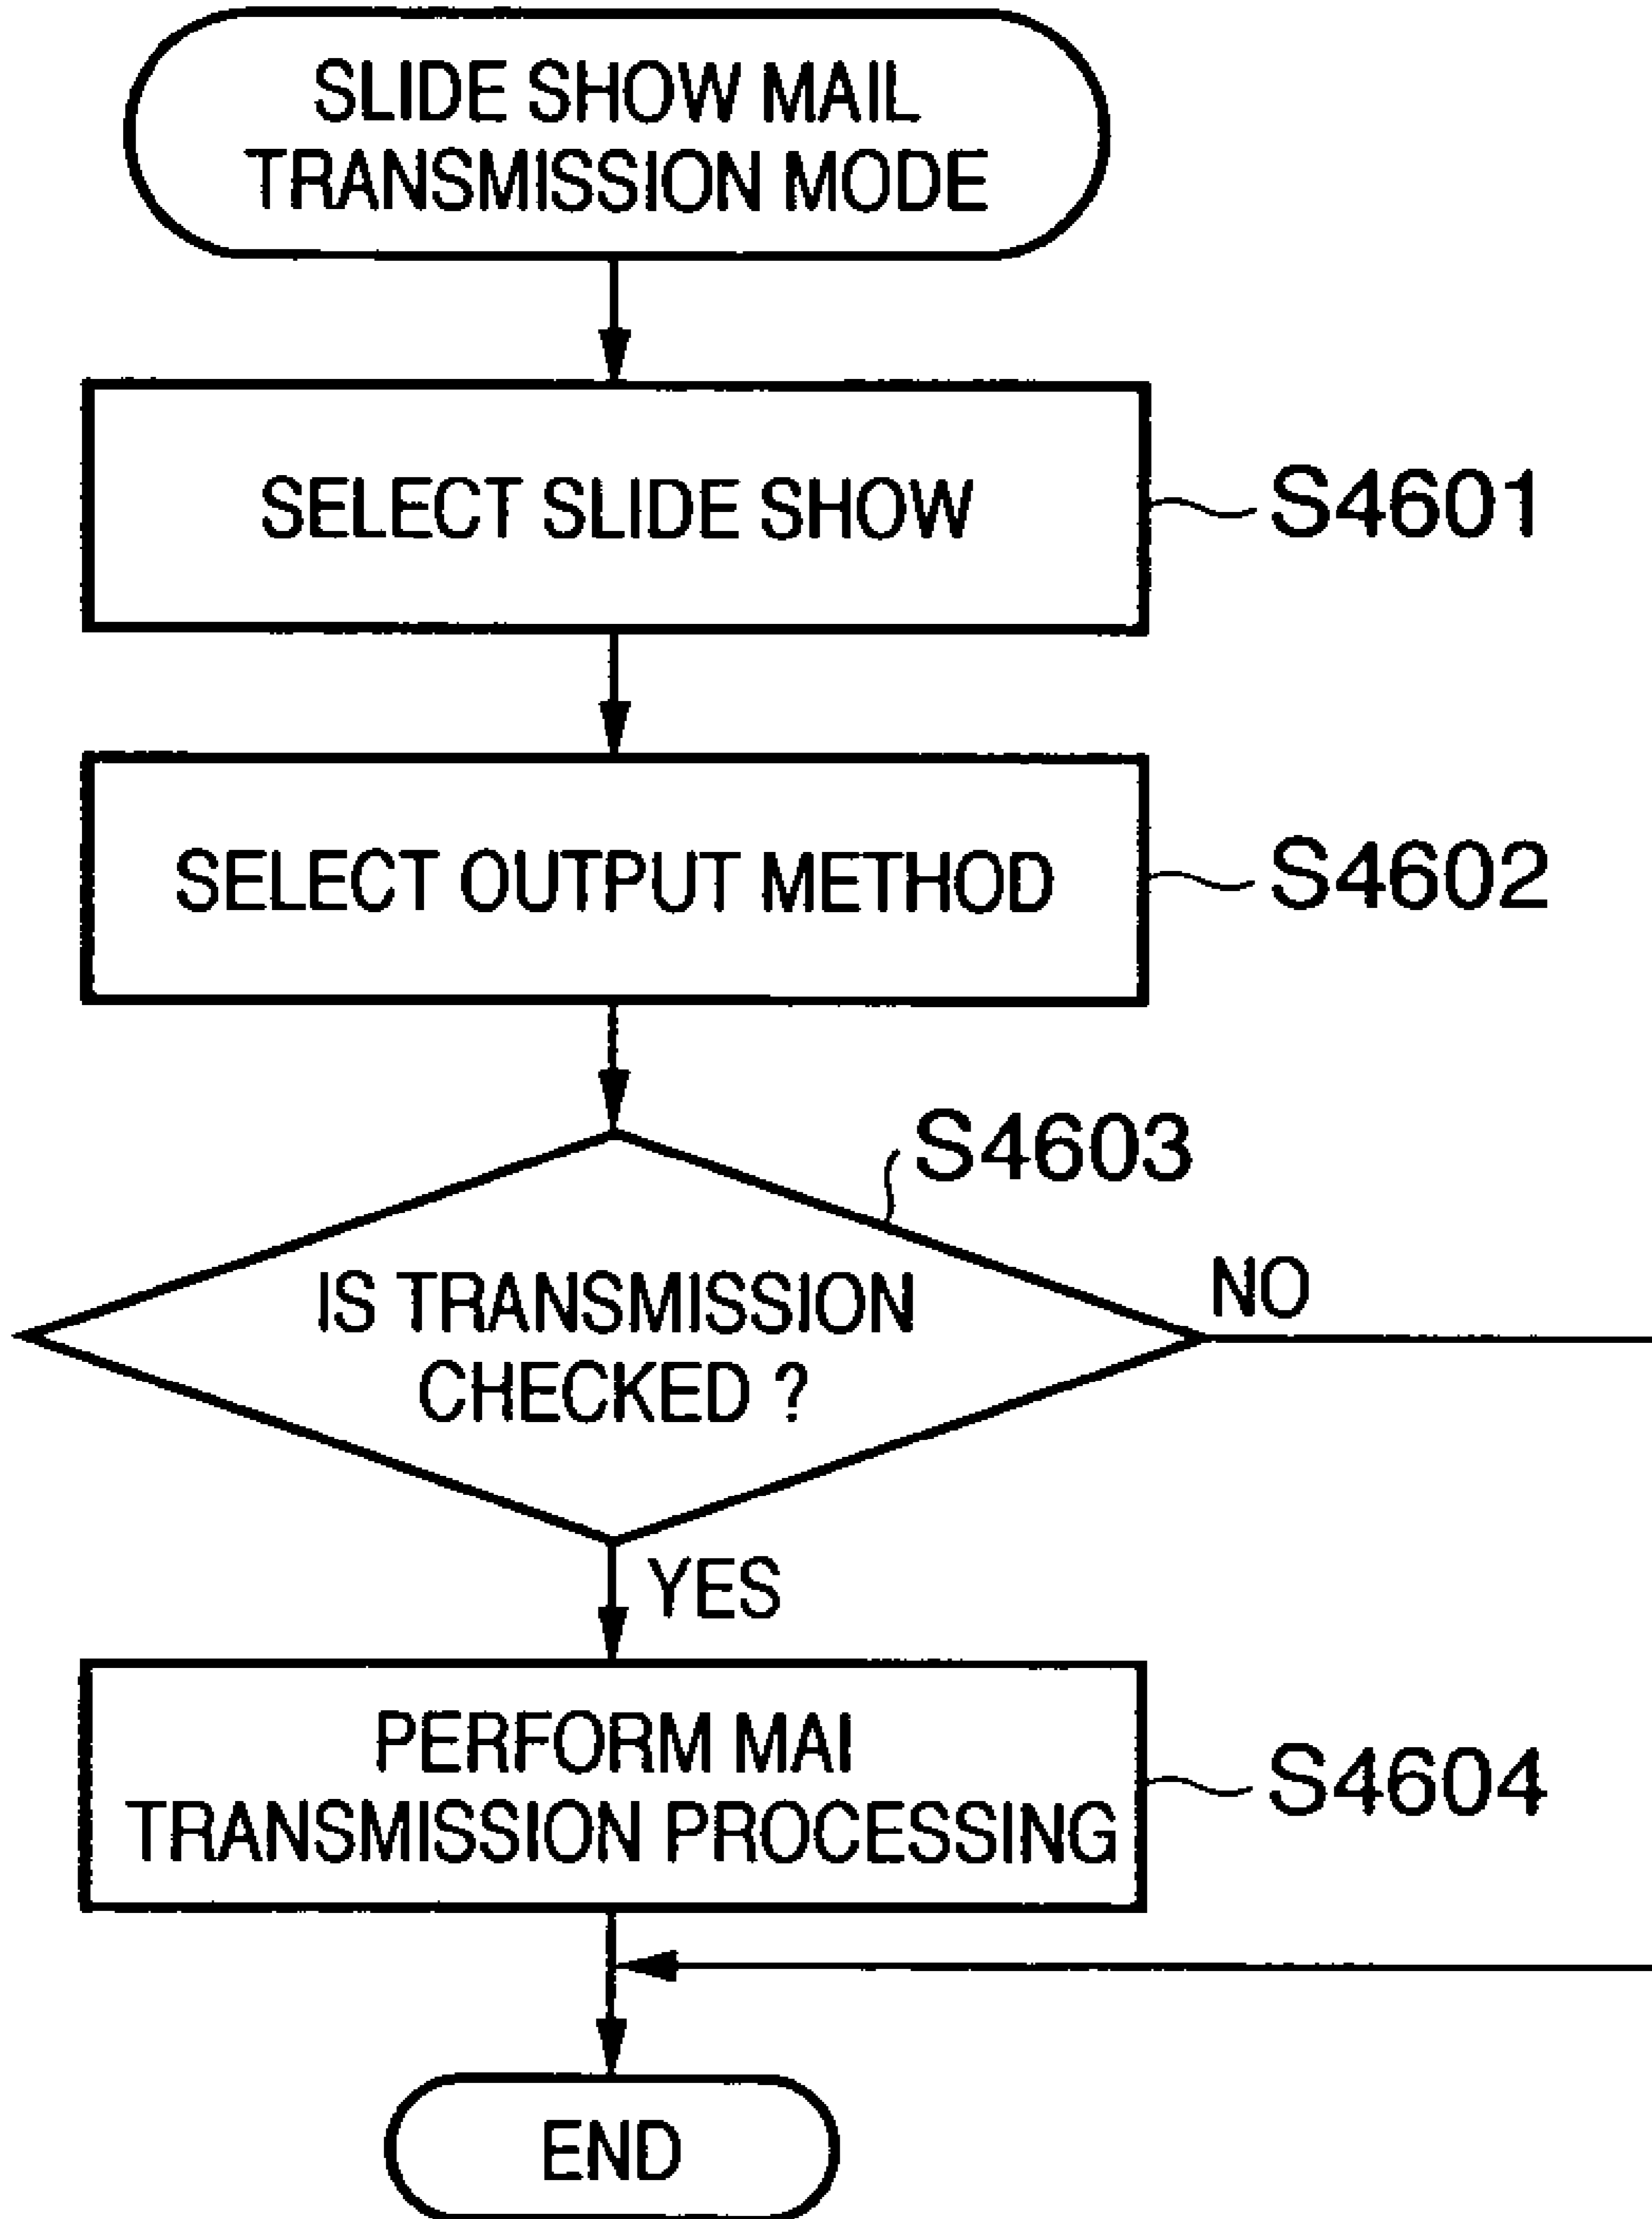 SLIDE SHOW MAIL
TRANSMISSION MODE
SELECT SLIDE SHOW
S4601
SELECT OUTPUT METHOD
S4602
S4603
IS TRANSMISSION
CHECKED ?
NO
YES
PERFORM MAI
TRANSMISSION PROCESSING
S4604
END